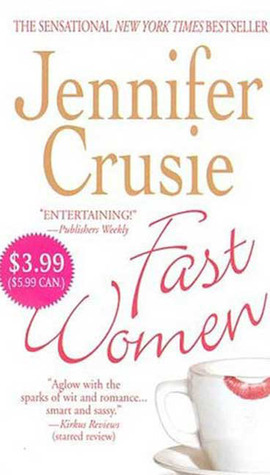 THE SENSATIONAL NEW YORK TIMES BESTSELLER
Jennifer
Crusie
"ENTERTAINING!"
—Publishers Weekly
$3.99
($5.99 CAN.)
Fast
Women
"Aglow with the
sparks of wit and romance...
smart and sassy."
—Kirkus Reviews
(starred review)